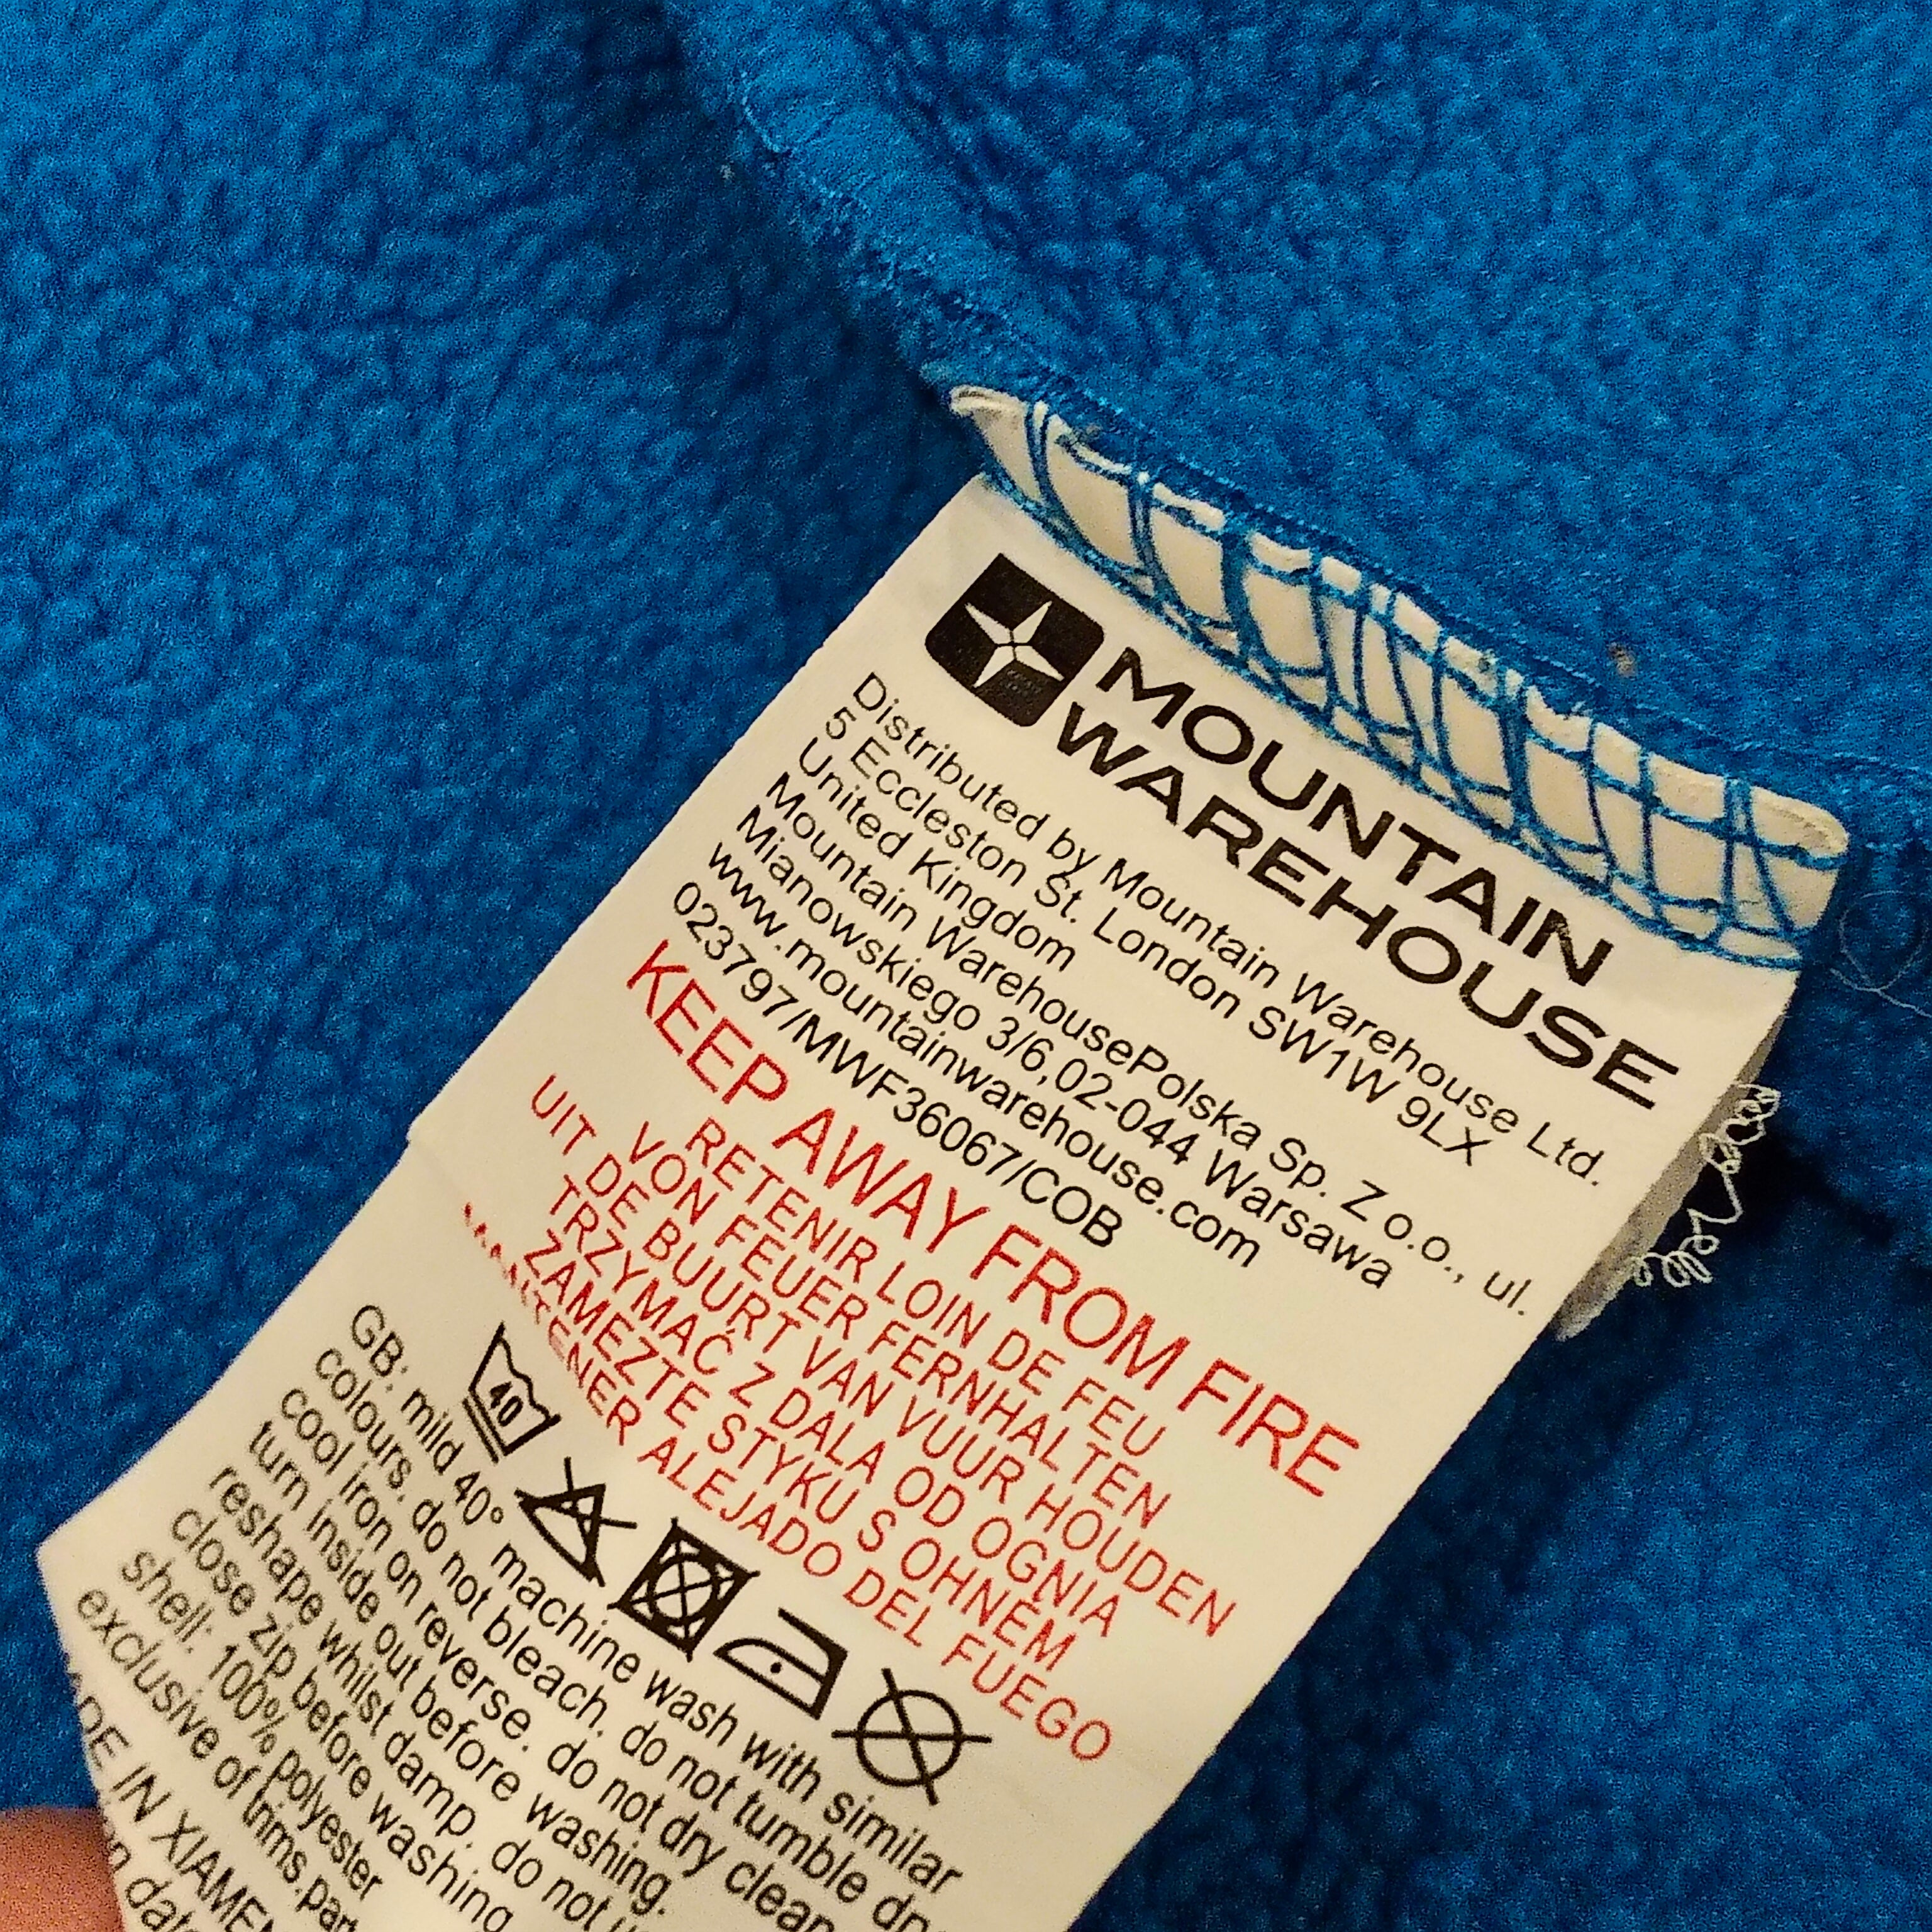 MOUNTAIN
WAREHOUSE
Distributed by Mountain Warehouse Ltd.
5 Eccleston St. London SW1W 9LX
United Kingdom
Mountain WarehousePolska Sp. Z o.o., ul.
Mianowskiego 3/6,02-044 Warsawa
www.mountainwarehouse.com
023797/MWF36067/COB
KEEP AWAY FROM FIRE
RETENIR LOIN DE FEU
VON FEUER FERNHALTEN
UIT DE BUURT VAN VUUR HOUDEN
TRZYMAĆ Z DALA OD OGNIA
ZAMEZTE STYKU S OHNĚM
MANTENER ALEJADO DEL FUEGO
40
GB: mild 40° machine wash with similar
colours. do not bleach. do not tumble
cool iron on reverse. do not dry clean
turn inside out before washing.
reshape whilst damp. do not
close zip before washing
shell: 100% polyester
exclusive of trims.
IN XIAMEN